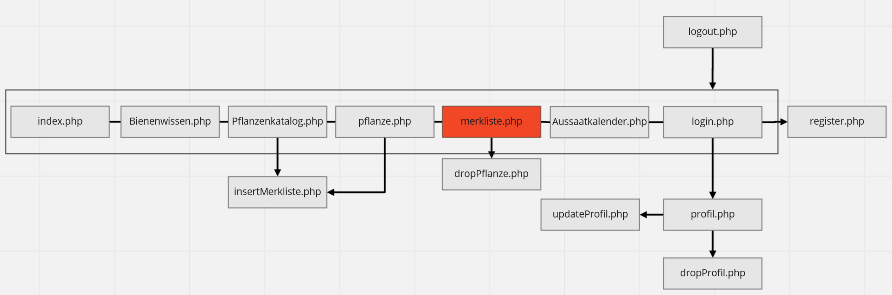 logout.php
index.php
Bienenwissen.php
Pflanzenkatalog.php
pflanze.php
merkliste.php
Aussaatkalender.php
login.php
register.php
dropPflanze.php
insertMerkliste.php
updateProfil.php
profil.php
dropProfil.php